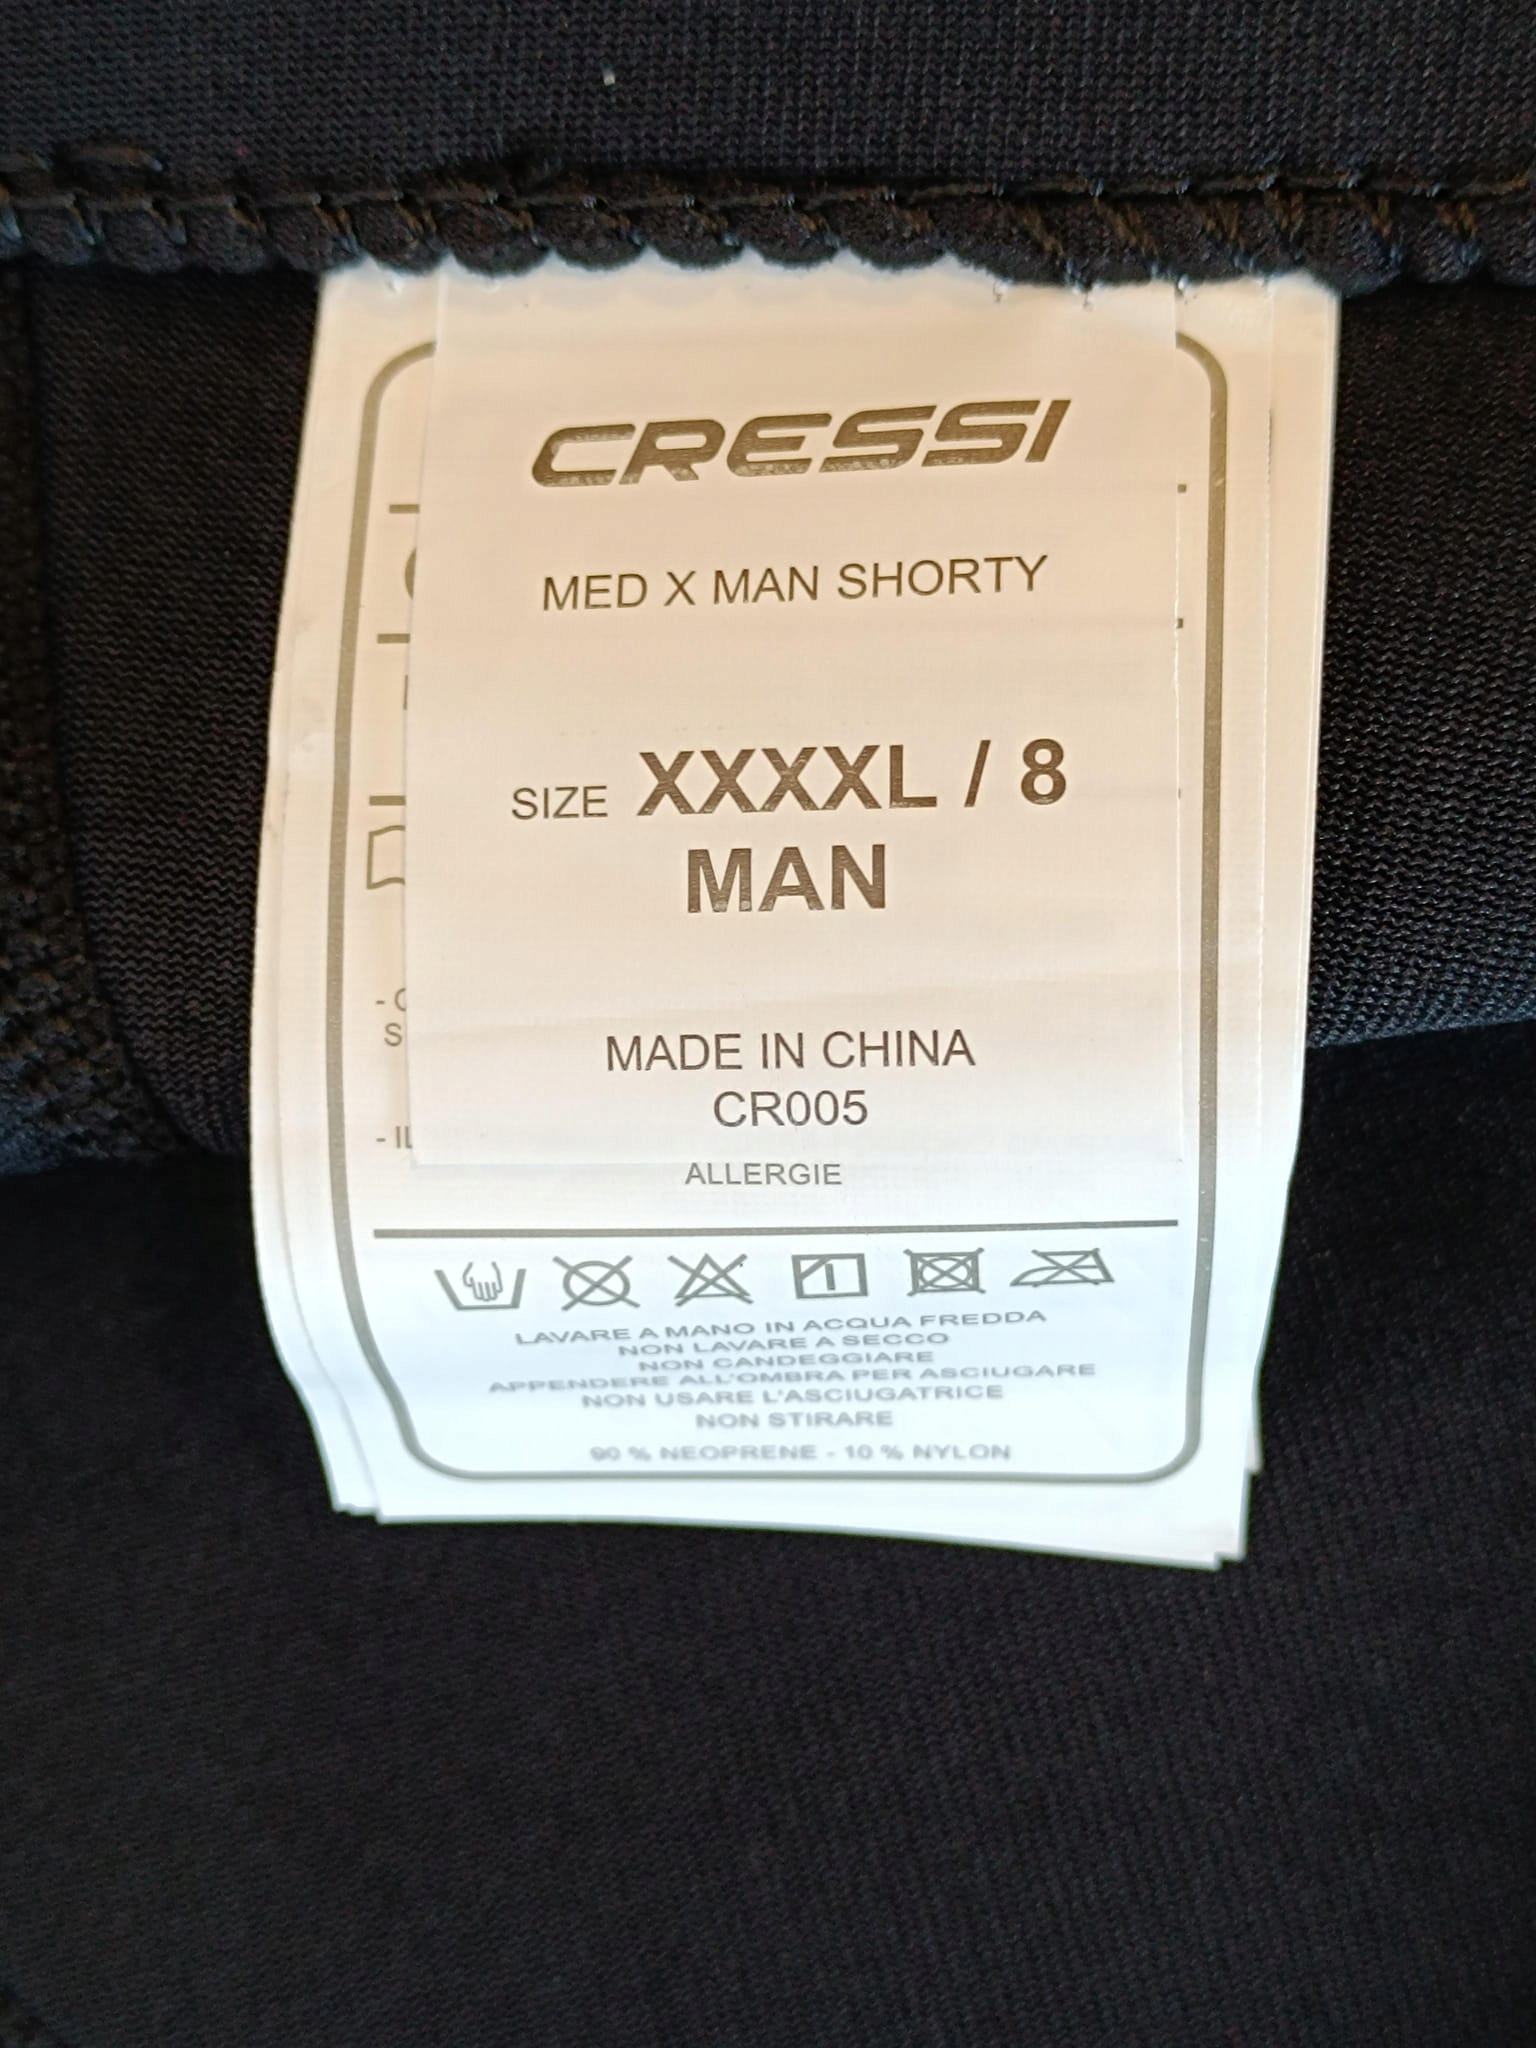 CRESSI
MED X MAN SHORTY
SIZE XXXXL / 8
MAN
MADE IN CHINA
CR005
ALLERGIE
LAVARE A MANO IN ACQUA FREDDA
NON LAVARE A SECCO
NON CANDEGGIARE
APPENDERE ALL'OMBRA PER ASCIUGARE
NON USARE L'ASCIUGATRICE
NON STIRARE
90 % NEOPRENE - 10 % NYLON